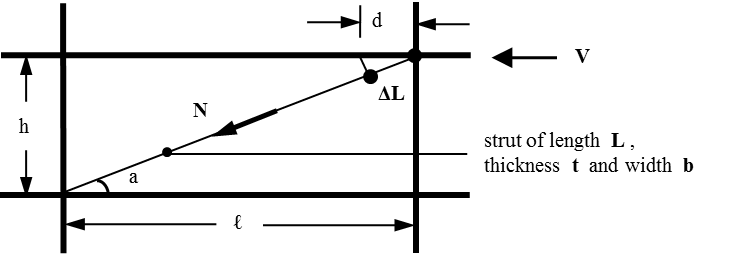 d
V
ΔL
N
h
strut of length L ,
thickness t and width b
a
ℓ